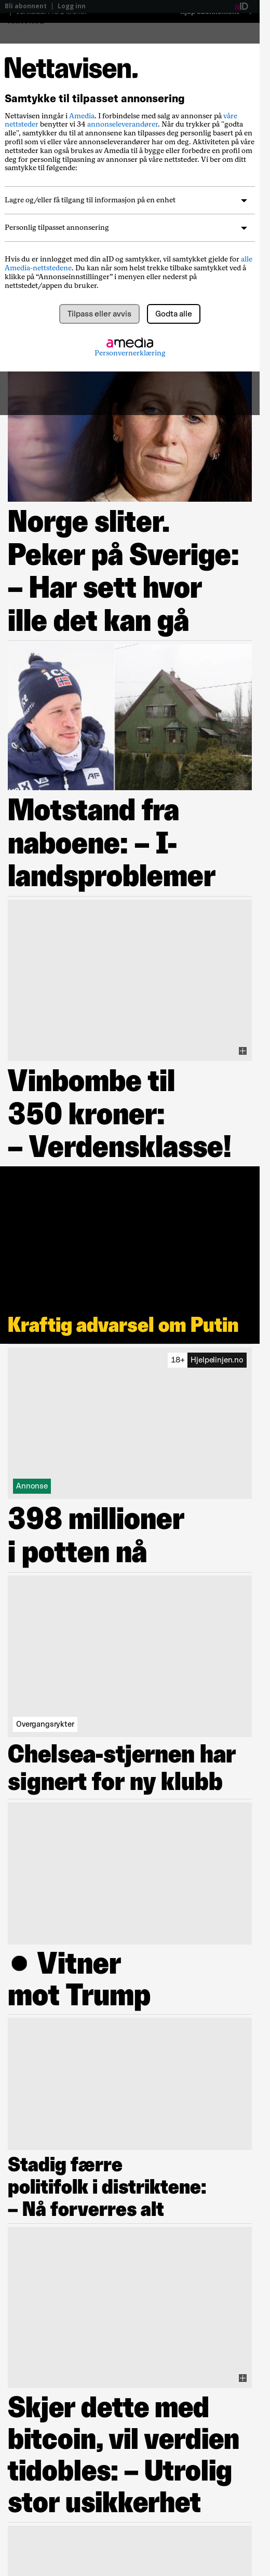 Bli abonnent | Logg inn
Nettavisen.
Samtykke til tilpasset annonsering
Nettavisen inngår i Amedia. I forbindelse med salg av annonser på våre
nettsteder benytter vi 34 annonseleverandører. Når du trykker på "godta
alle", samtykker du til at annonser kan tilpasses deg personlig basert på en
profil som vi eller våre annonseleverandører har om deg. Aktiviteten på våre
nettsteder kan også brukes av Amedia til å bygge eller forbedre en profil om
deg for personlig tilpasning av annonser på våre nettsteder. Vi ber om ditt
samtykke til følgende:
Lagre og/eller få tilgang til informasjon på en enhet
Personlig tilpasset annonsering
Hvis du er innlogget med din aID og samtykker, vil samtykket gjelde for alle
Amedia-nettstedene. Du kan når som helst trekke tilbake samtykket ved å
klikke på “Annonseinnstillinger” i menyen eller nederst på
nettstedet/appen du bruker.
Tilpass eller avvis
Godta alle
amedia
Personvernerklæring
Norge sliter.
Peker på Sverige:
– Har sett hvor
ille det kan gå
Motstand fra
naboene: – I-
landsproblemer
Vinbombe til
350 kroner:
– Verdensklasse!
Kraftig advarsel om Putin
18+ Hjelpelinjen.no
Annonse
398 millioner
i potten nå
Overgangsrykter
Chelsea-stjernen har
signert for ny klubb
● Vitner
mot Trump
Stadig færre
politifolk i distriktene:
– Nå forverres alt
Skjer dette med
bitcoin, vil verdien
tidobles: – Utrolig
stor usikkerhet